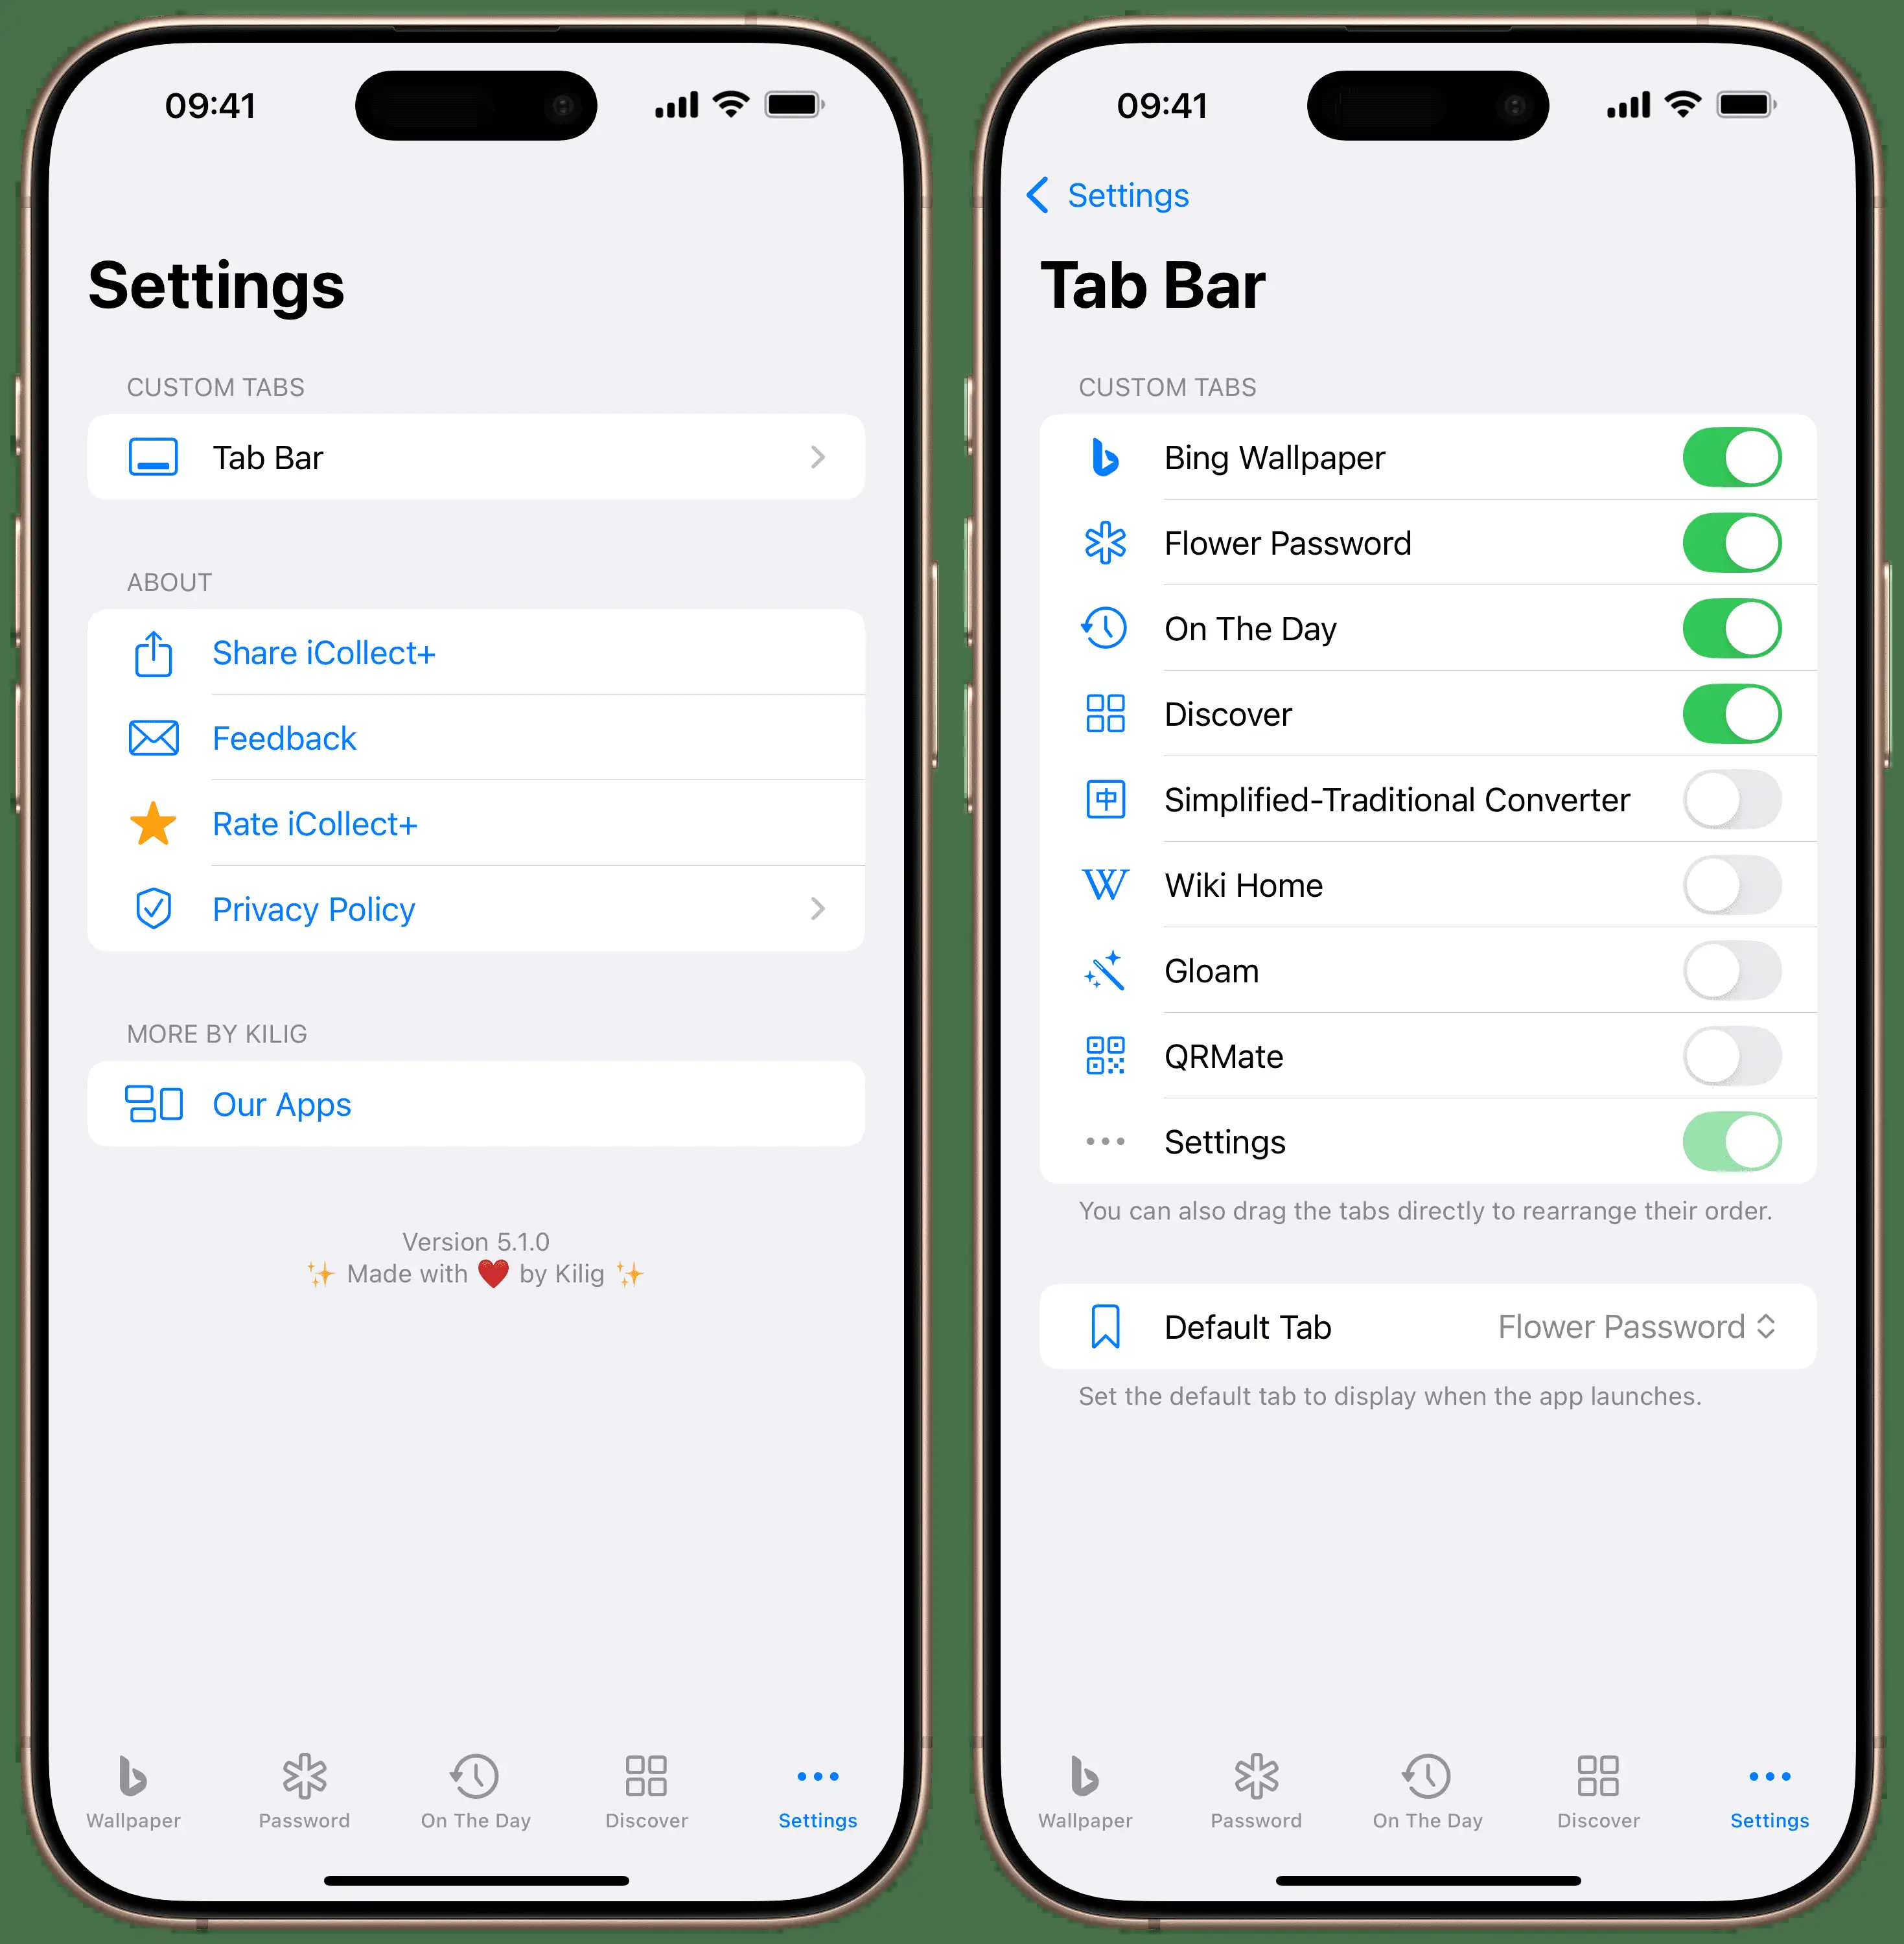 09:41
Settings
CUSTOM TABS
Tab Bar
ABOUT
Share iCollect+
Feedback
Rate iCollect+
Privacy Policy
MORE BY KILIG
Our Apps
Version 5.1.0
✨ Made with ❤️ by Kilig ✨
Wallpaper
Password
On The Day
Discover
Settings
09:41
Settings
Tab Bar
CUSTOM TABS
Bing Wallpaper
Flower Password
On The Day
Discover
中 Simplified-Traditional Converter
W Wiki Home
Gloam
QRMate
Settings
You can also drag the tabs directly to rearrange their order.
Default Tab Flower Password
Set the default tab to display when the app launches.
Wallpaper
Password
On The Day
Discover
Settings